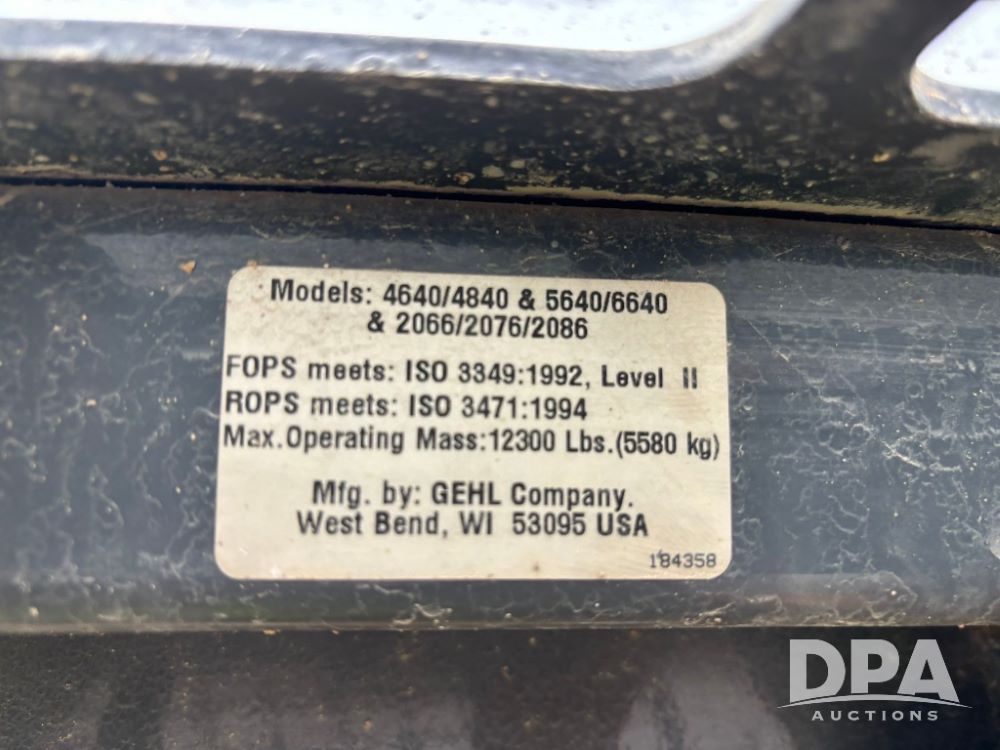 Models: 4640/4840 & 5640/6640
& 2066/2076/2086
FOPS meets: ISO 3349:1992, Level II
ROPS meets: ISO 3471:1994
Max.Operating Mass:12300 Lbs.(5580 kg)
Mfg. by: GEHL Company.
West Bend, WI 53095 USA
184358
DPA
AUCTIONS